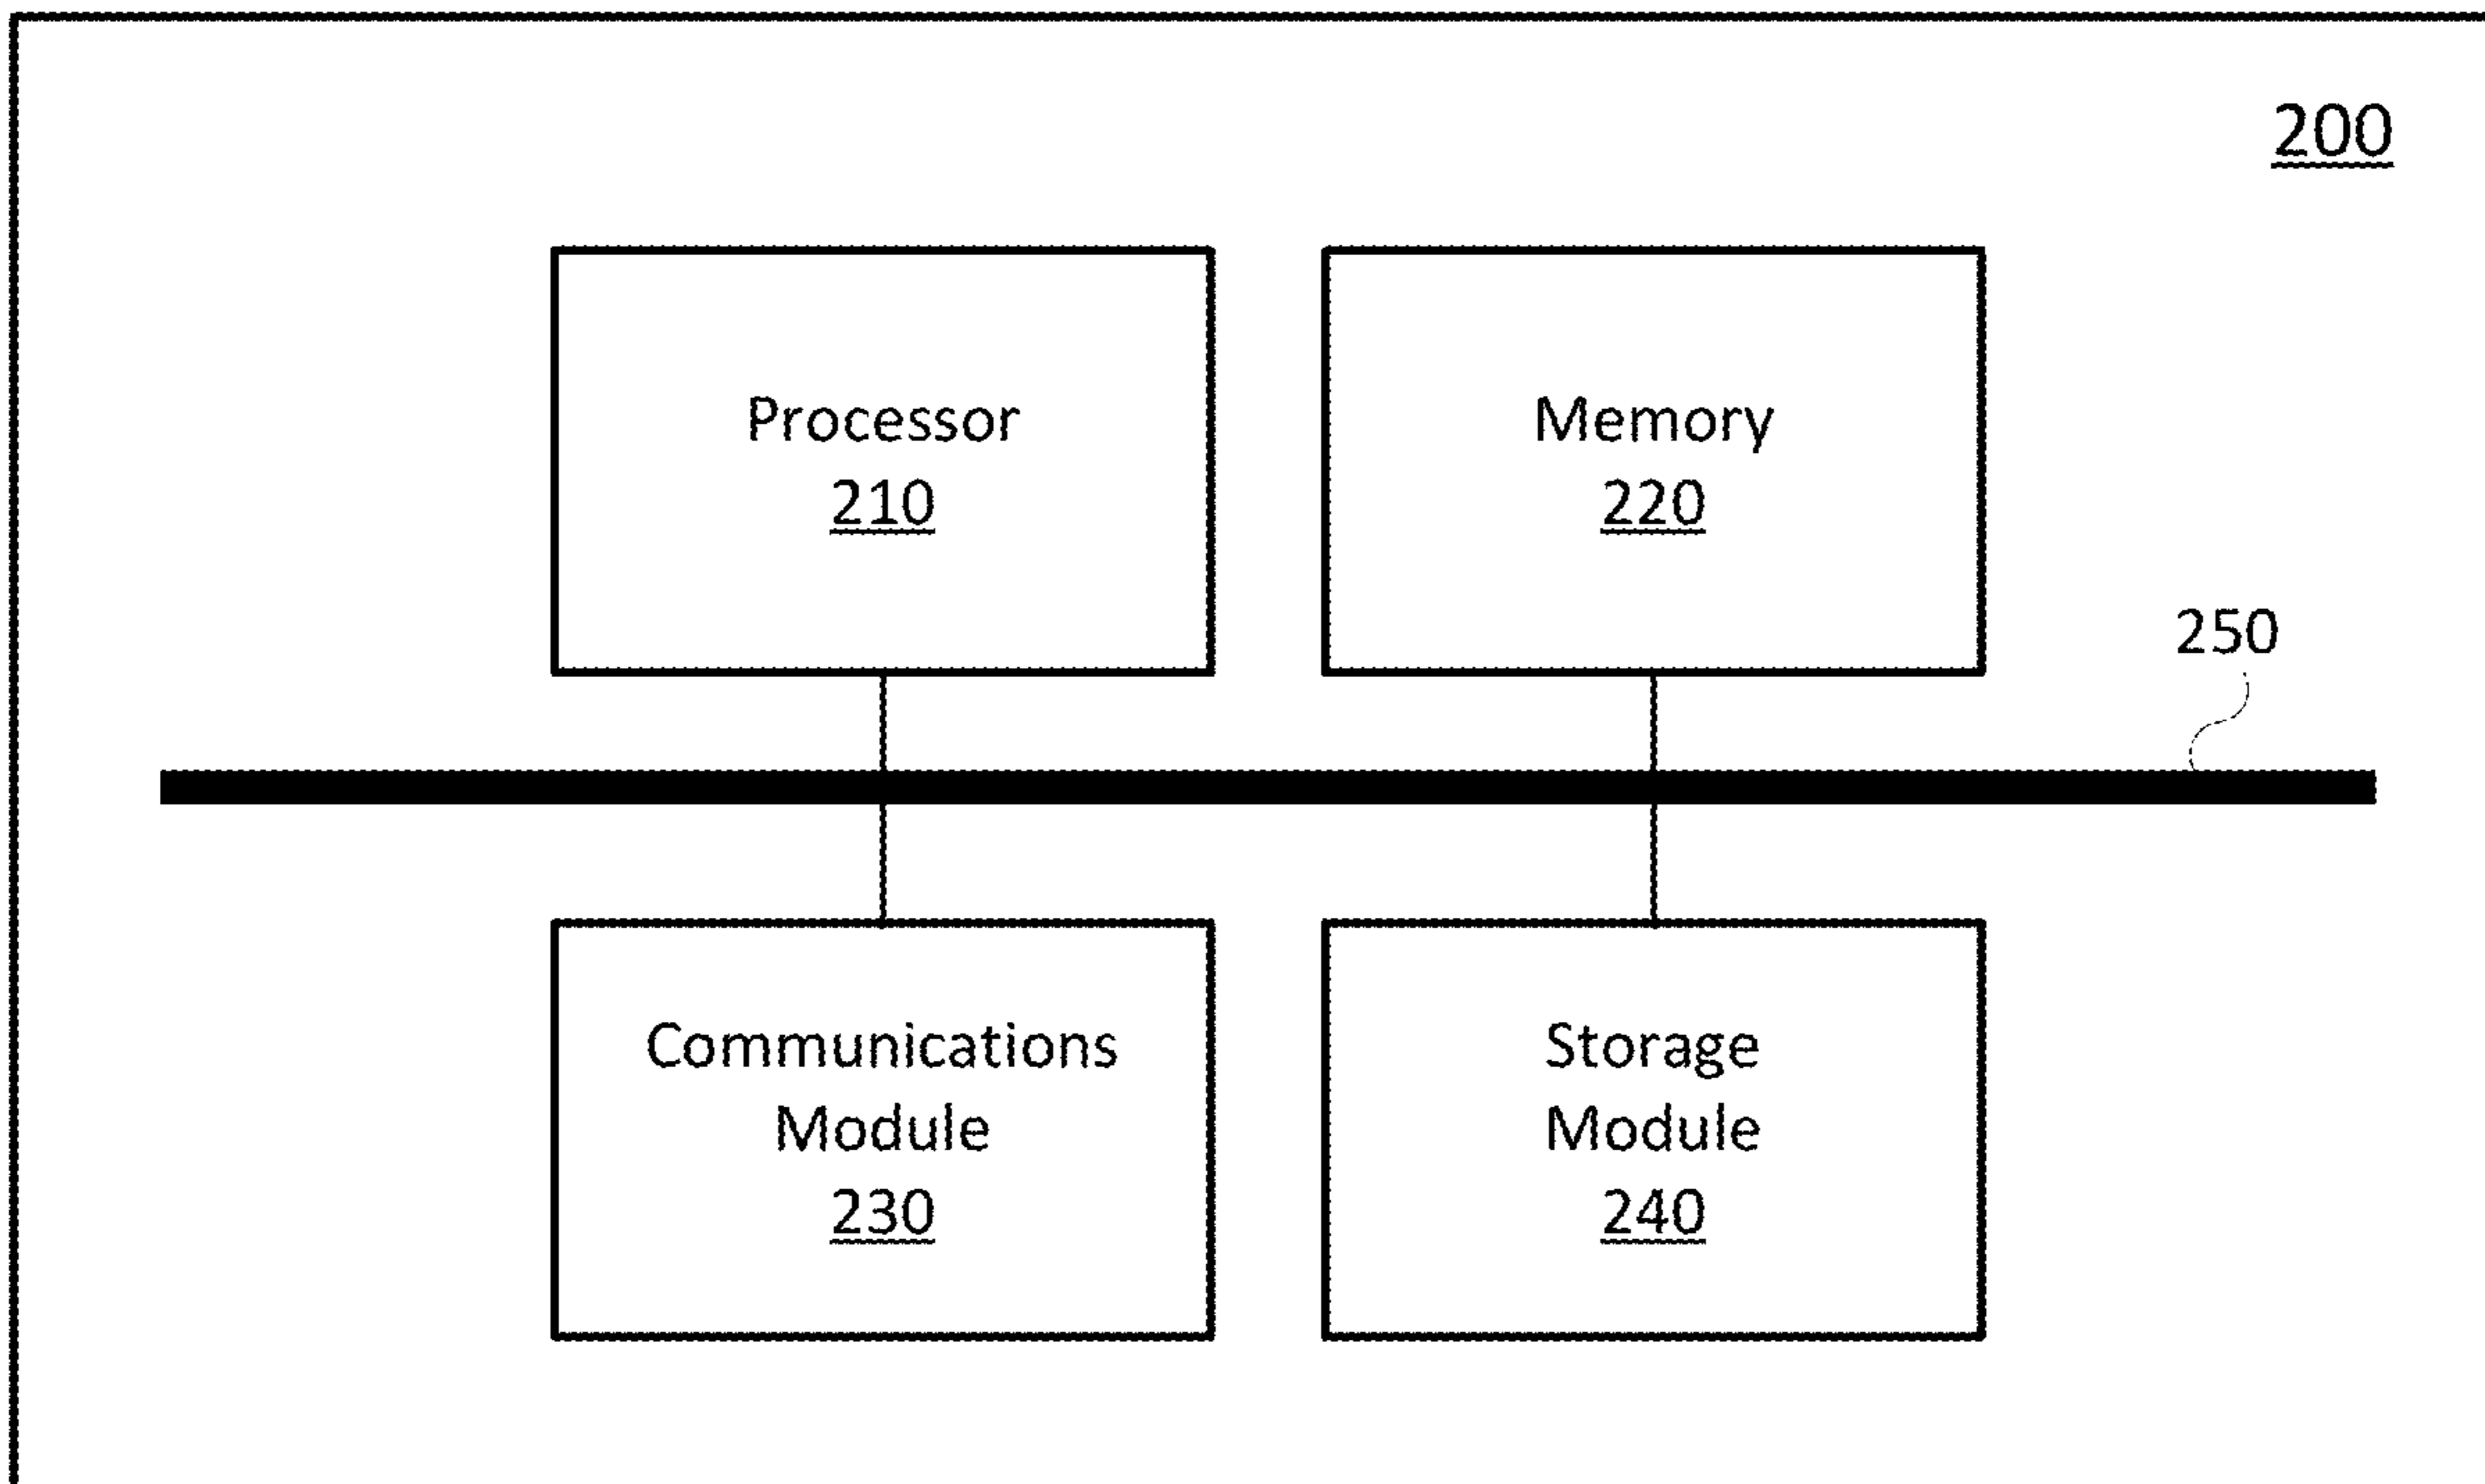 200
Processor
210
Memory
220
250
Communications
Module
230
Storage
Module
240